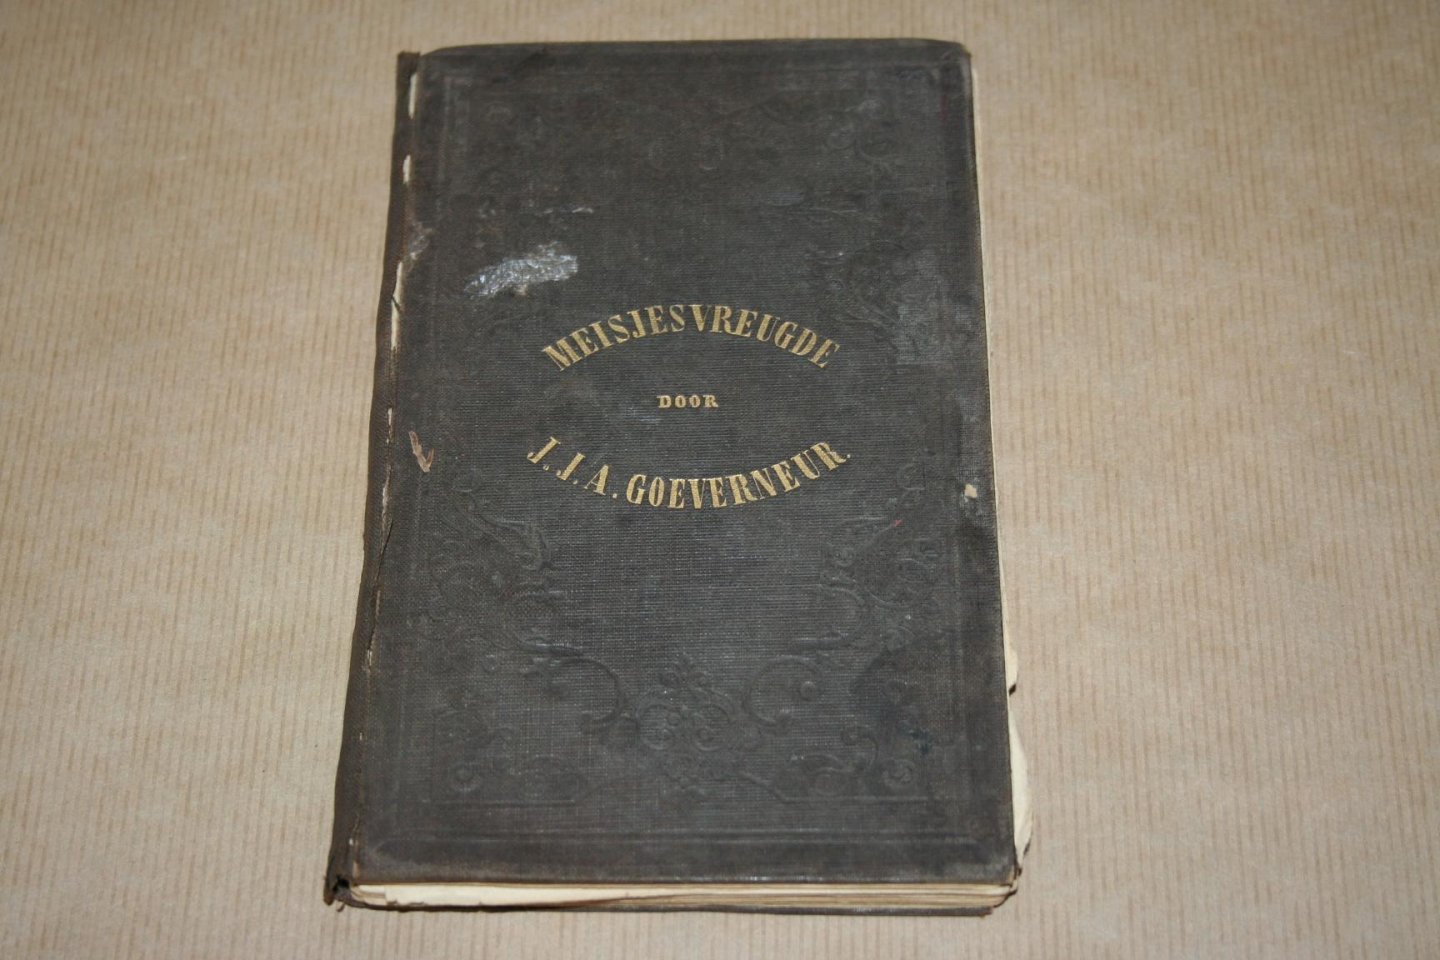 MEISJESVREUGDE
DOOR
J. J. A. GOEVERNEUR.